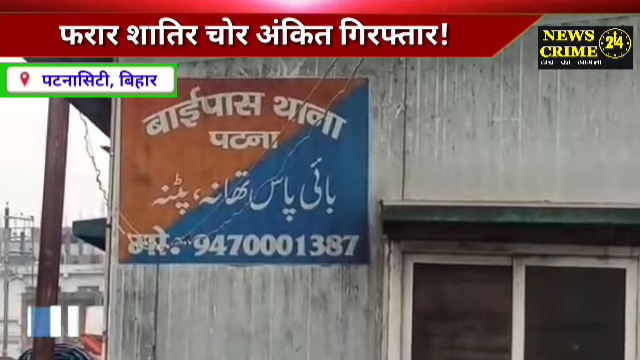 फरार शातिर चोर अंकित गिरफ्तार!
NEWS
CRIME
24
पटनासिटी, बिहार
बाईपास थाना
पटना
بائی پاس تھانہ، پٹنہ
मो. 9470001387